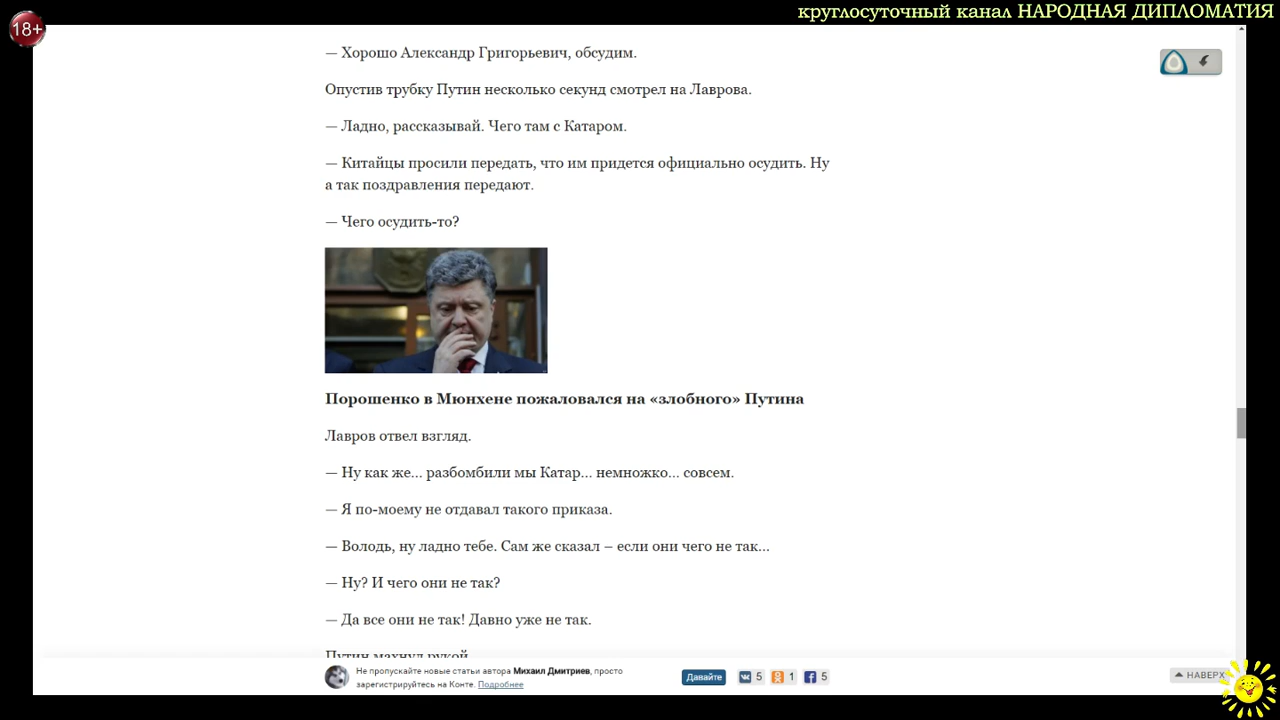 круглосуточный канал НАРОДНАЯ ДИПЛОМАТИЯ
18+
— Хорошо Александр Григорьевич, обсудим.
Опустив трубку Путин несколько секунд смотрел на Лаврова.
— Ладно, рассказывай. Чего там с Катаром.
— Китайцы просили передать, что им придется официально осудить. Ну
а так поздравления передают.
— Чего осудить-то?
Порошенко в Мюнхене пожаловался на «злобного» Путина
Лавров отвел взгляд.
— Ну как же... разбомбили мы Катар... немножко... совсем.
— Я по-моему не отдавал такого приказа.
— Володь, ну ладно тебе. Сам же сказал – если они чего не так...
— Ну? И чего они не так?
— Да все они не так! Давно уже не так.
Путин махнул рукой
Не пропускайте новые статьи автора Михаил Дмитриев, просто
зарегистрируйтесь на Конте. Подробнее
Давайте
5
1
5
НАВЕРХ